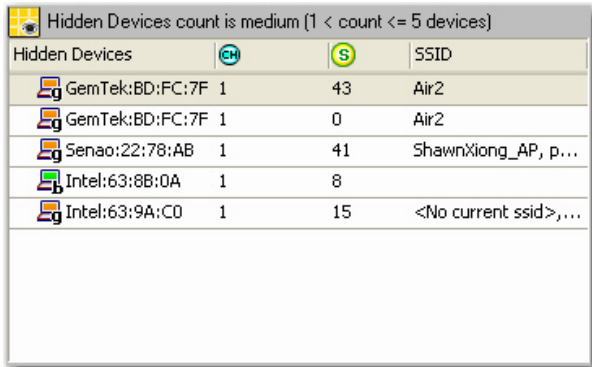 Hidden Devices count is medium (1 < count <= 5 devices)
Hidden Devices CH S SSID
g GemTek:BD:FC:7F 1 43 Air2
g GemTek:BD:FC:7F 1 0 Air2
g Senao:22:78:AB 1 41 ShawnXiong_AP, p...
b Intel:63:8B:0A 1 8
g Intel:63:9A:C0 1 15 <No current ssid>,...